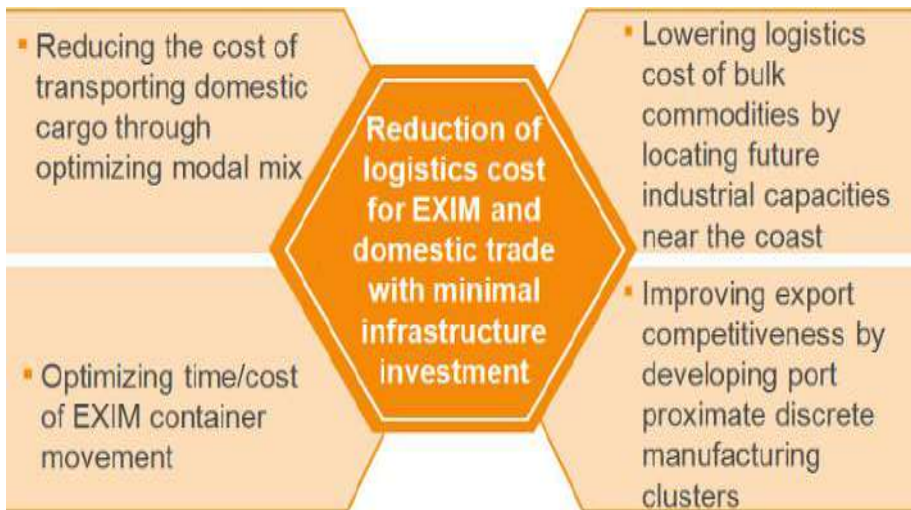 ▪ Reducing the cost of
transporting domestic
cargo through
optimizing modal mix
▪ Lowering logistics
cost of bulk
commodities by
locating future
industrial capacities
near the coast
Reduction of
logistics cost
for EXIM and
domestic trade
with minimal
infrastructure
investment
▪ Optimizing time/cost
of EXIM container
movement
▪ Improving export
competitiveness by
developing port
proximate discrete
manufacturing
clusters